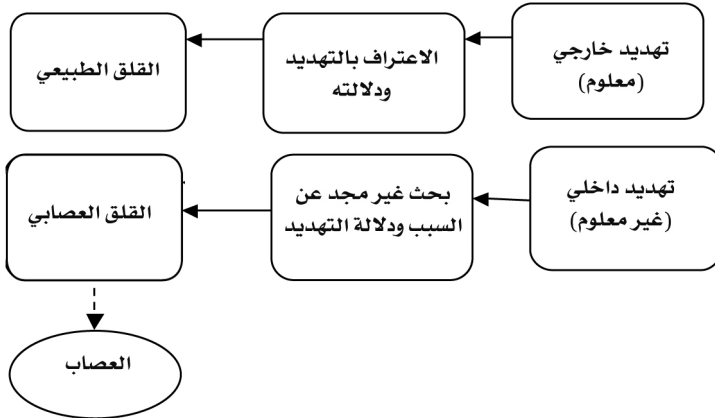 تهديد خارجي
(معلوم)
الاعتراف بالتهديد
ودلالته
القلق الطبيعي
تهديد داخلي
(غير معلوم)
بحث غير مجد عن
السبب ودلالة التهديد
القلق العصابي
العصاب